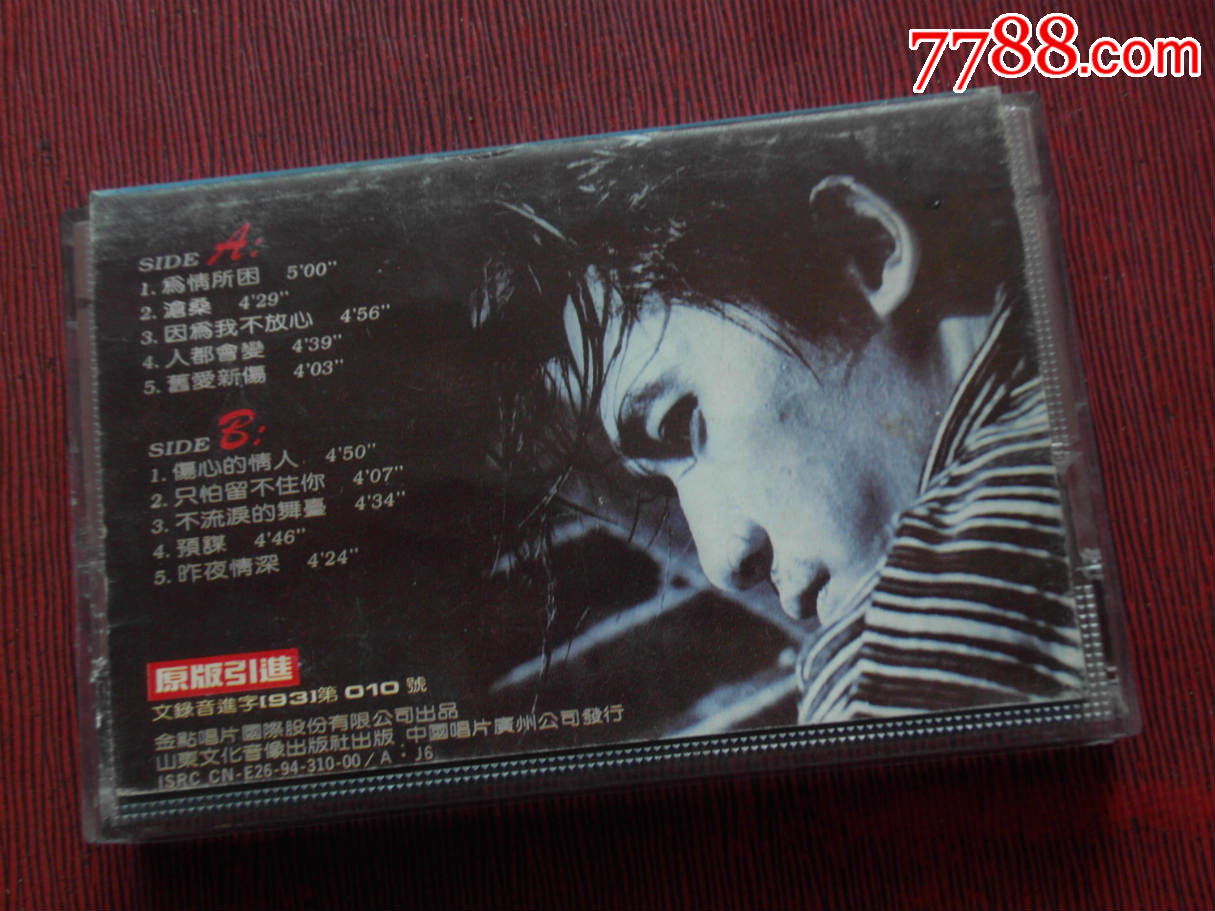 7788.com
SIDE A:
1. 為情所困 5'00"
2. 滄桑 4'29"
3. 因為我不放心 4'56"
4. 人都會變 4'39"
5. 舊愛新傷 4'03"
SIDE B:
1. 傷心的情人 4'50"
2. 只怕留不住你 4'07"
3. 不流淚的舞臺 4'34"
4. 預謀 4'46"
5. 昨夜情深 4'24"
原版引進
文錄音進字[93]第010號
金點唱片國際股份有限公司出品
山東文化音像出版社出版 中國唱片廣州公司發行
ISRC CN-E26-94-310-00/A·J6